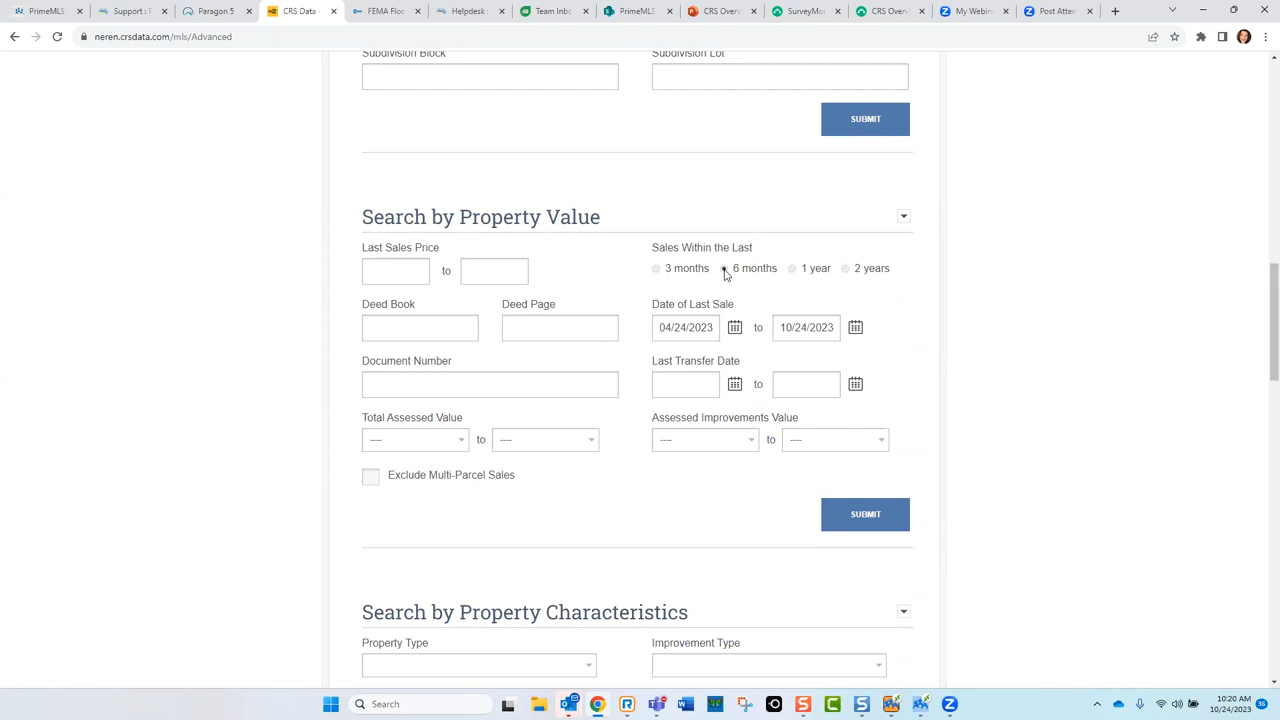 PrimeMLS
Support : P
Paragon 5
CRS Data
FEMA Floc
Helpdesk
Team Inbo
PrimeMLS
CRS Overv
SurveyMo
CRS Overv
My Webina
Post Atten
neren.crsdata.com/mls/Advanced
Subdivision Block Subdivision Lot
SUBMIT
Search by Property Value
Last Sales Price Sales Within the Last
to 3 months 6 months 1 year 2 years
Deed Book Deed Page Date of Last Sale
04/24/2023 to 10/24/2023
Document Number Last Transfer Date
to
Total Assessed Value Assessed Improvements Value
---- to ---- ---- to ----
Exclude Multi-Parcel Sales
SUBMIT
Search by Property Characteristics
Property Type Improvement Type
Search
10:20 AM
10/24/2023
36